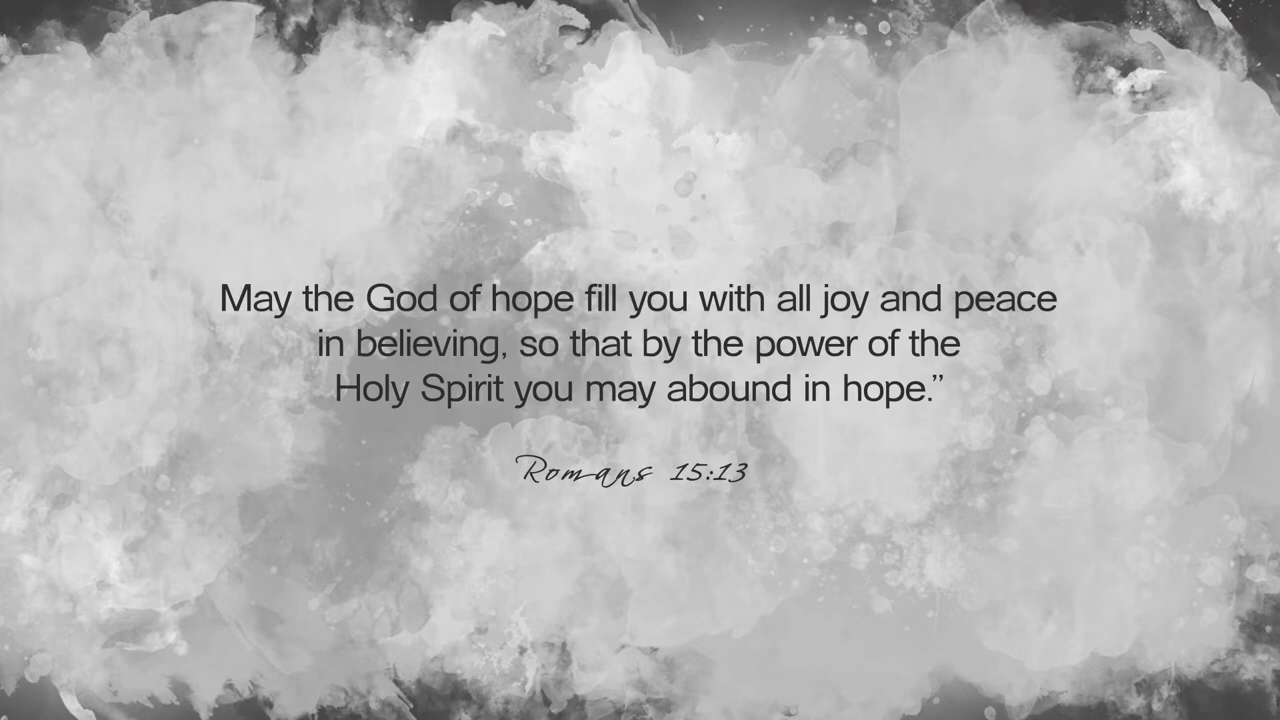 May the God of hope fill you with all joy and peace
in believing, so that by the power of the
Holy Spirit you may abound in hope.”
Romans 15:13